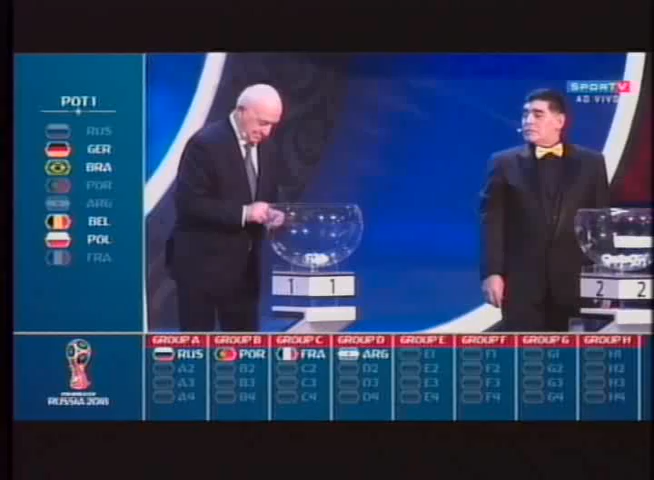 SPORTV
AO VIVO
POT 1
RUS
GER
BRA
POR
ARG
BEL
POL
FRA
1 1
2 2
RUSSIA 2018
GROUP A GROUP B GROUP C GROUP D GROUP E GROUP F GROUP G GROUP H
RUS POR FRA ARG E1 F1 G1 H1
A2 B2 C2 D2 E2 F2 G2 H2
A3 B3 C3 D3 E3 F3 G3 H3
A4 B4 C4 D4 E4 F4 G4 H4